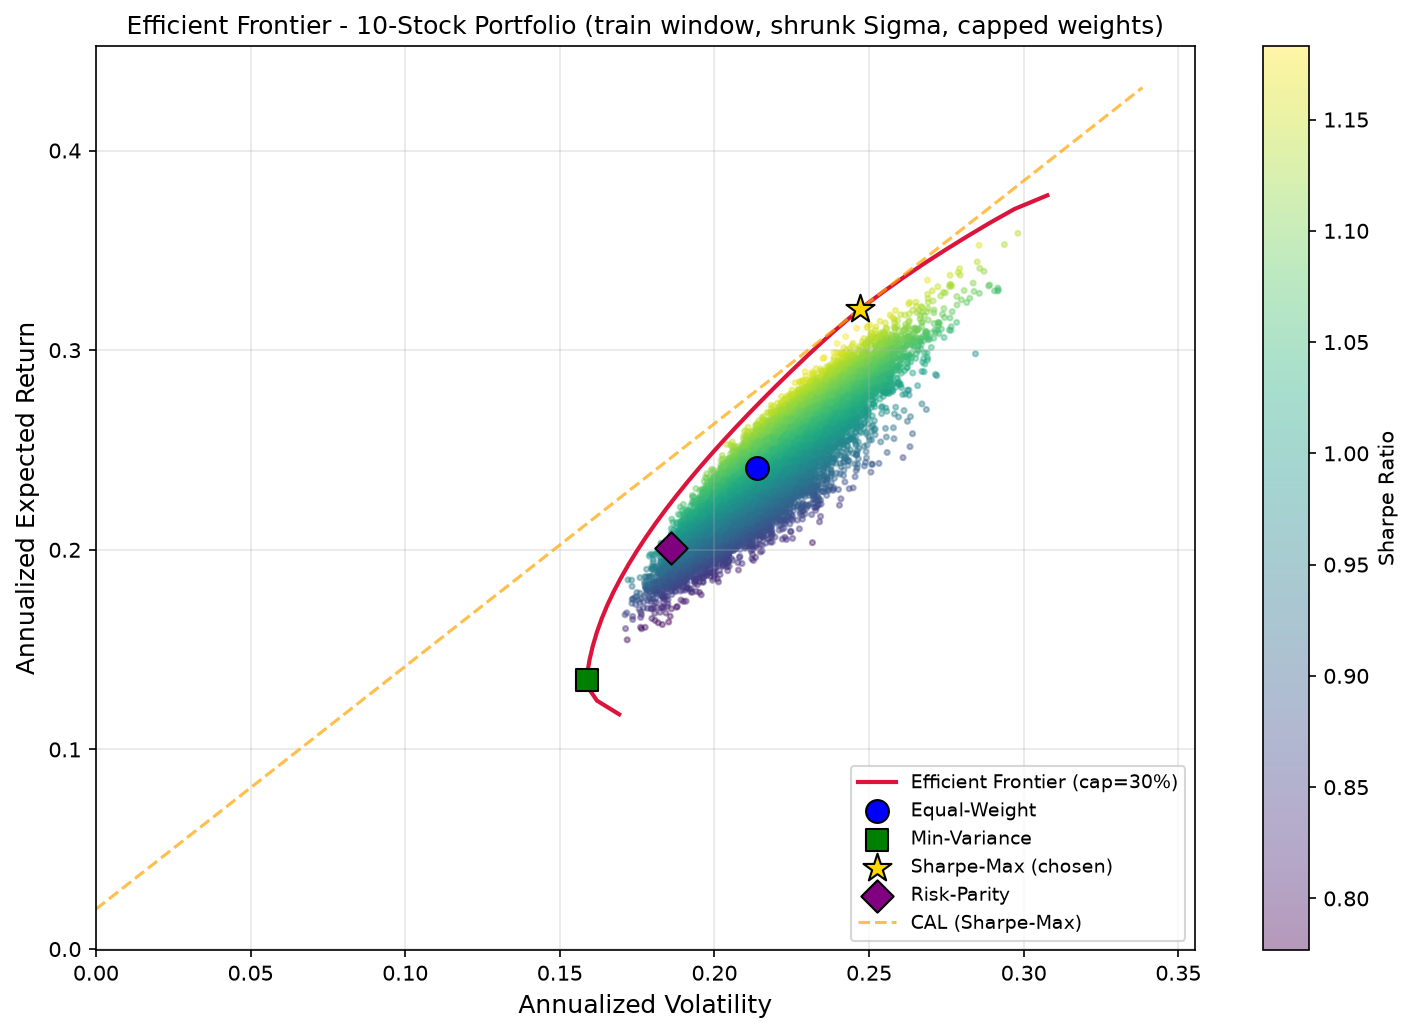 Efficient Frontier - 10-Stock Portfolio (train window, shrunk Sigma, capped weights)
Annualized Expected Return
0.4
0.3
0.2
0.1
0.0
0.00 0.05 0.10 0.15 0.20 0.25 0.30 0.35
Annualized Volatility
Efficient Frontier (cap=30%)
Equal-Weight
Min-Variance
Sharpe-Max (chosen)
Risk-Parity
CAL (Sharpe-Max)
1.15
1.10
1.05
1.00
0.95
0.90
0.85
0.80
Sharpe Ratio